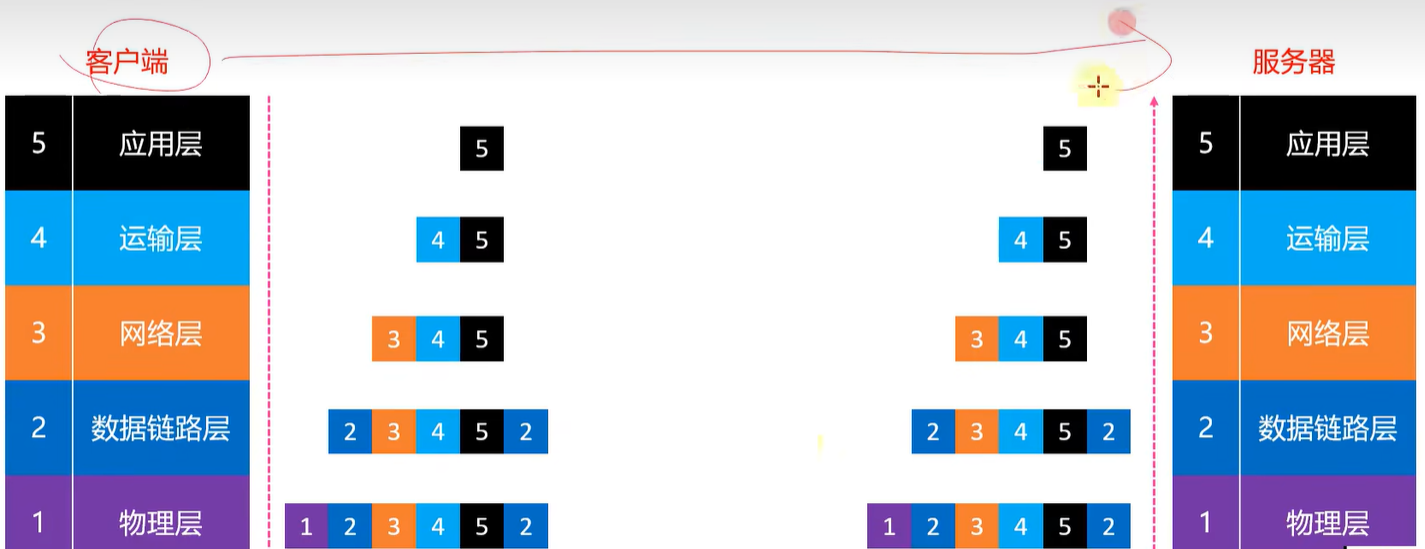 客户端 服务器
5 应用层 5 5 5 应用层
4 运输层 4 5 4 5 4 运输层
3 网络层 3 4 5 3 4 5 3 网络层
2 数据链路层 2 3 4 5 2 2 3 4 5 2 2 数据链路层
1 物理层 1 2 3 4 5 2 1 2 3 4 5 2 1 物理层